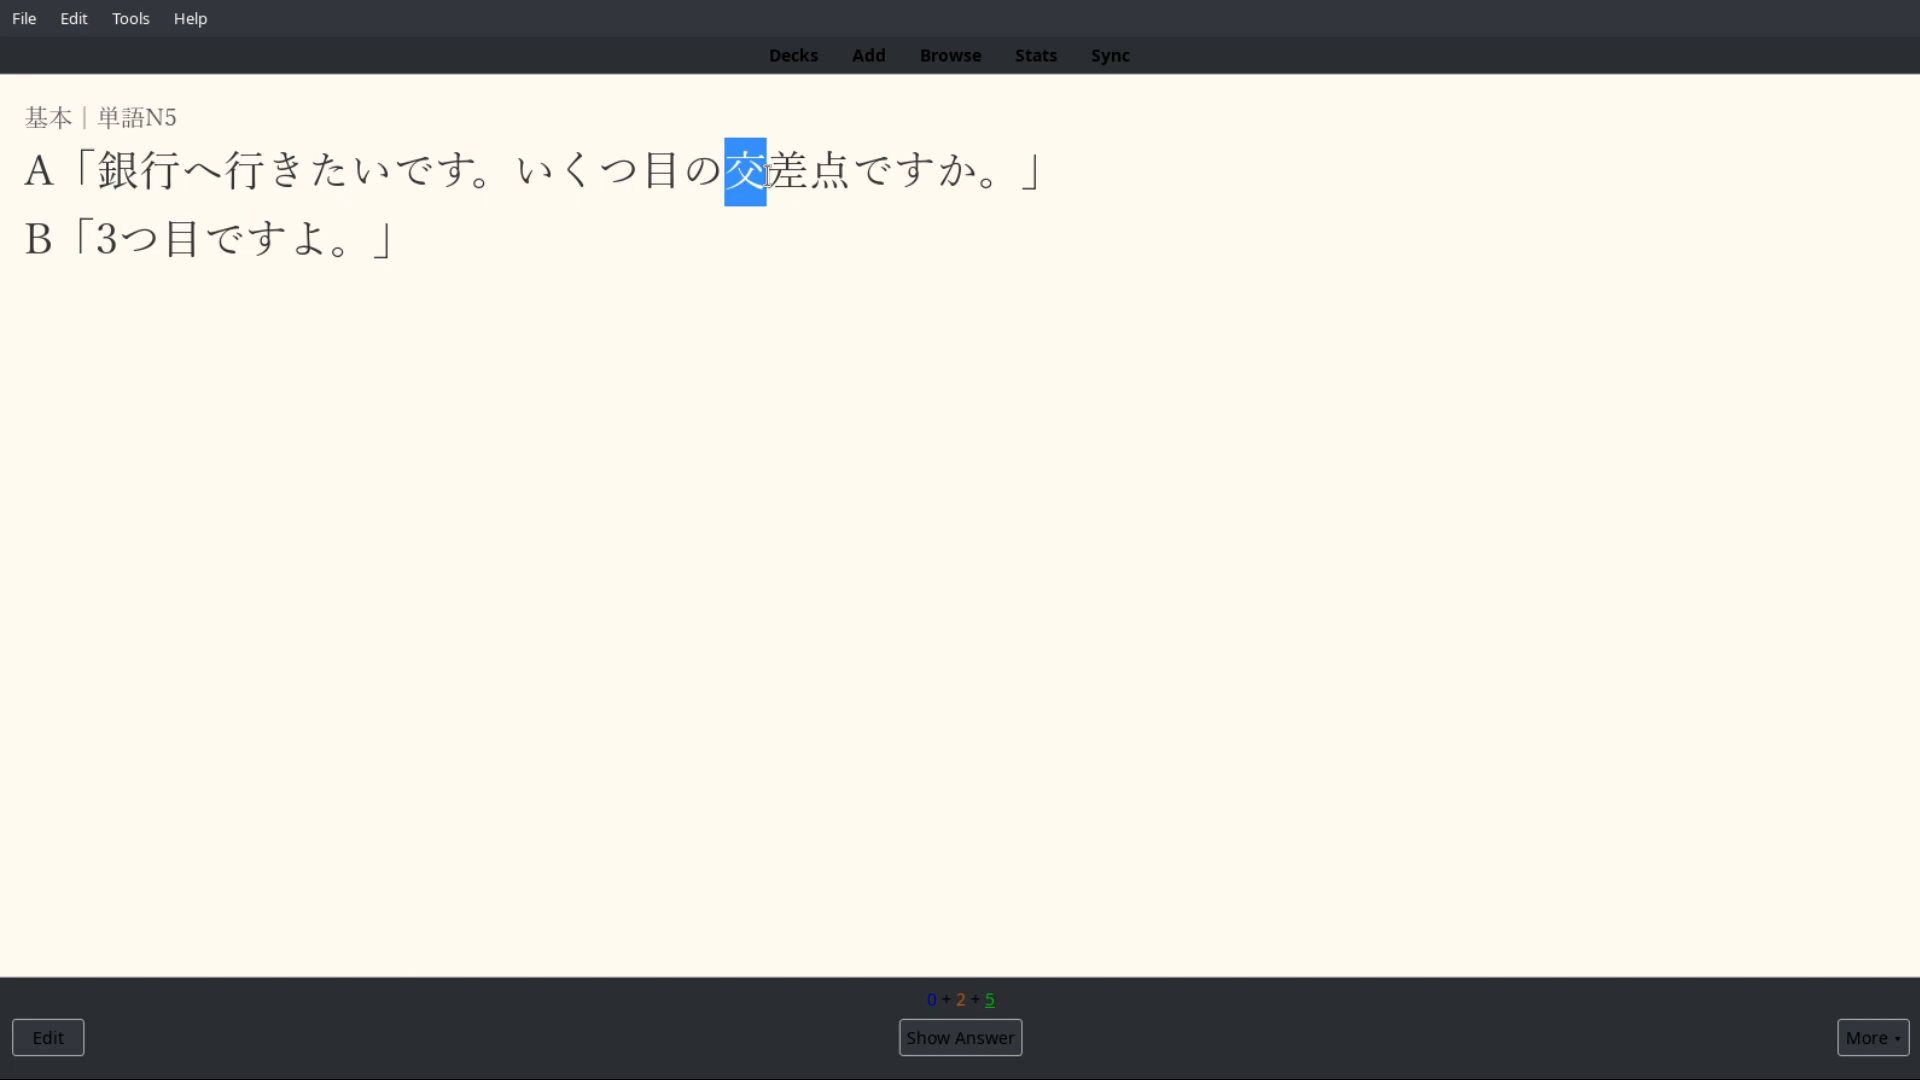 File Edit Tools Help
Decks Add Browse Stats Sync
基本｜単語N5
A「銀行へ行きたいです。いくつ目の交差点ですか。」
B「3つ目ですよ。」
0 + 2 + 5
Edit Show Answer More ▾